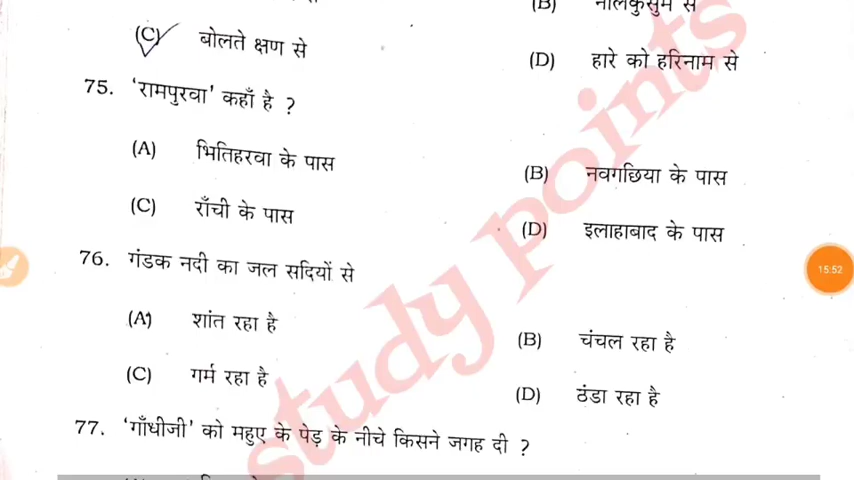 (B) नीलकुसुम से
(C) बोलते क्षण से
(D) हारे को हरिनाम से
75. 'रामपुरवा' कहाँ है ?
(A) भितिहरवा के पास
(B) नवगछिया के पास
(C) राँची के पास
(D) इलाहाबाद के पास
76. गंडक नदी का जल सदियों से
(A) शांत रहा है
(B) चंचल रहा है
(C) गर्म रहा है
(D) ठंडा रहा है
77. 'गाँधीजी' को महुए के पेड़ के नीचे किसने जगह दी ?
study points
15:52